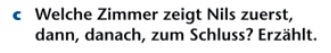 c Welche Zimmer zeigt Nils zuerst,
dann, danach, zum Schluss? Erzählt.